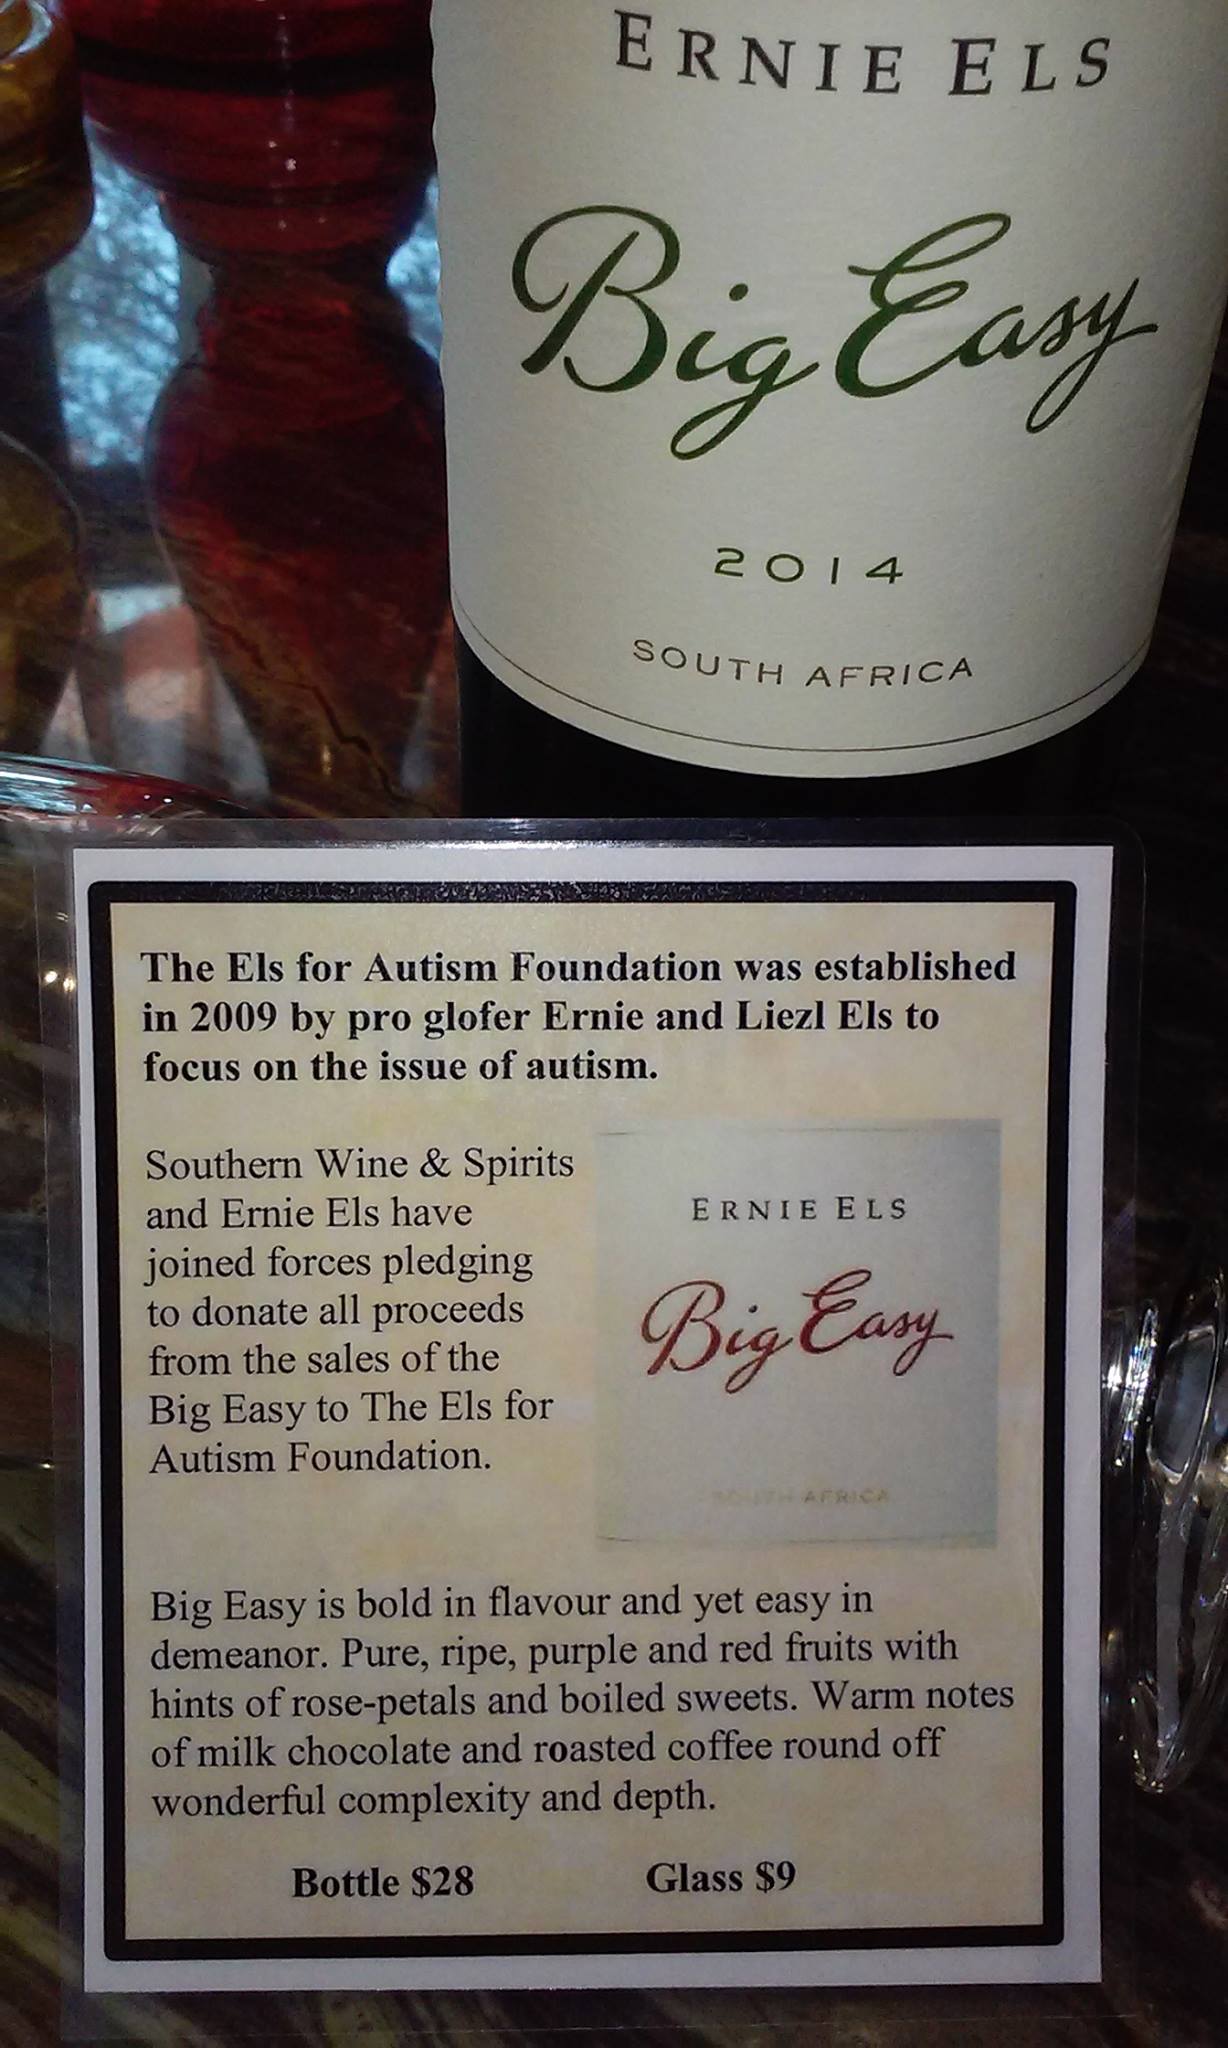 ERNIE ELS
Big Easy
2014
SOUTH AFRICA
The Els for Autism Foundation was established
in 2009 by pro glofer Ernie and Liezl Els to
focus on the issue of autism.
Southern Wine & Spirits
and Ernie Els have
joined forces pledging
to donate all proceeds
from the sales of the
Big Easy to The Els for
Autism Foundation.
ERNIE ELS
Big Easy
SOUTH AFRICA
Big Easy is bold in flavour and yet easy in
demeanor. Pure, ripe, purple and red fruits with
hints of rose-petals and boiled sweets. Warm notes
of milk chocolate and roasted coffee round off
wonderful complexity and depth.
Bottle $28 Glass $9